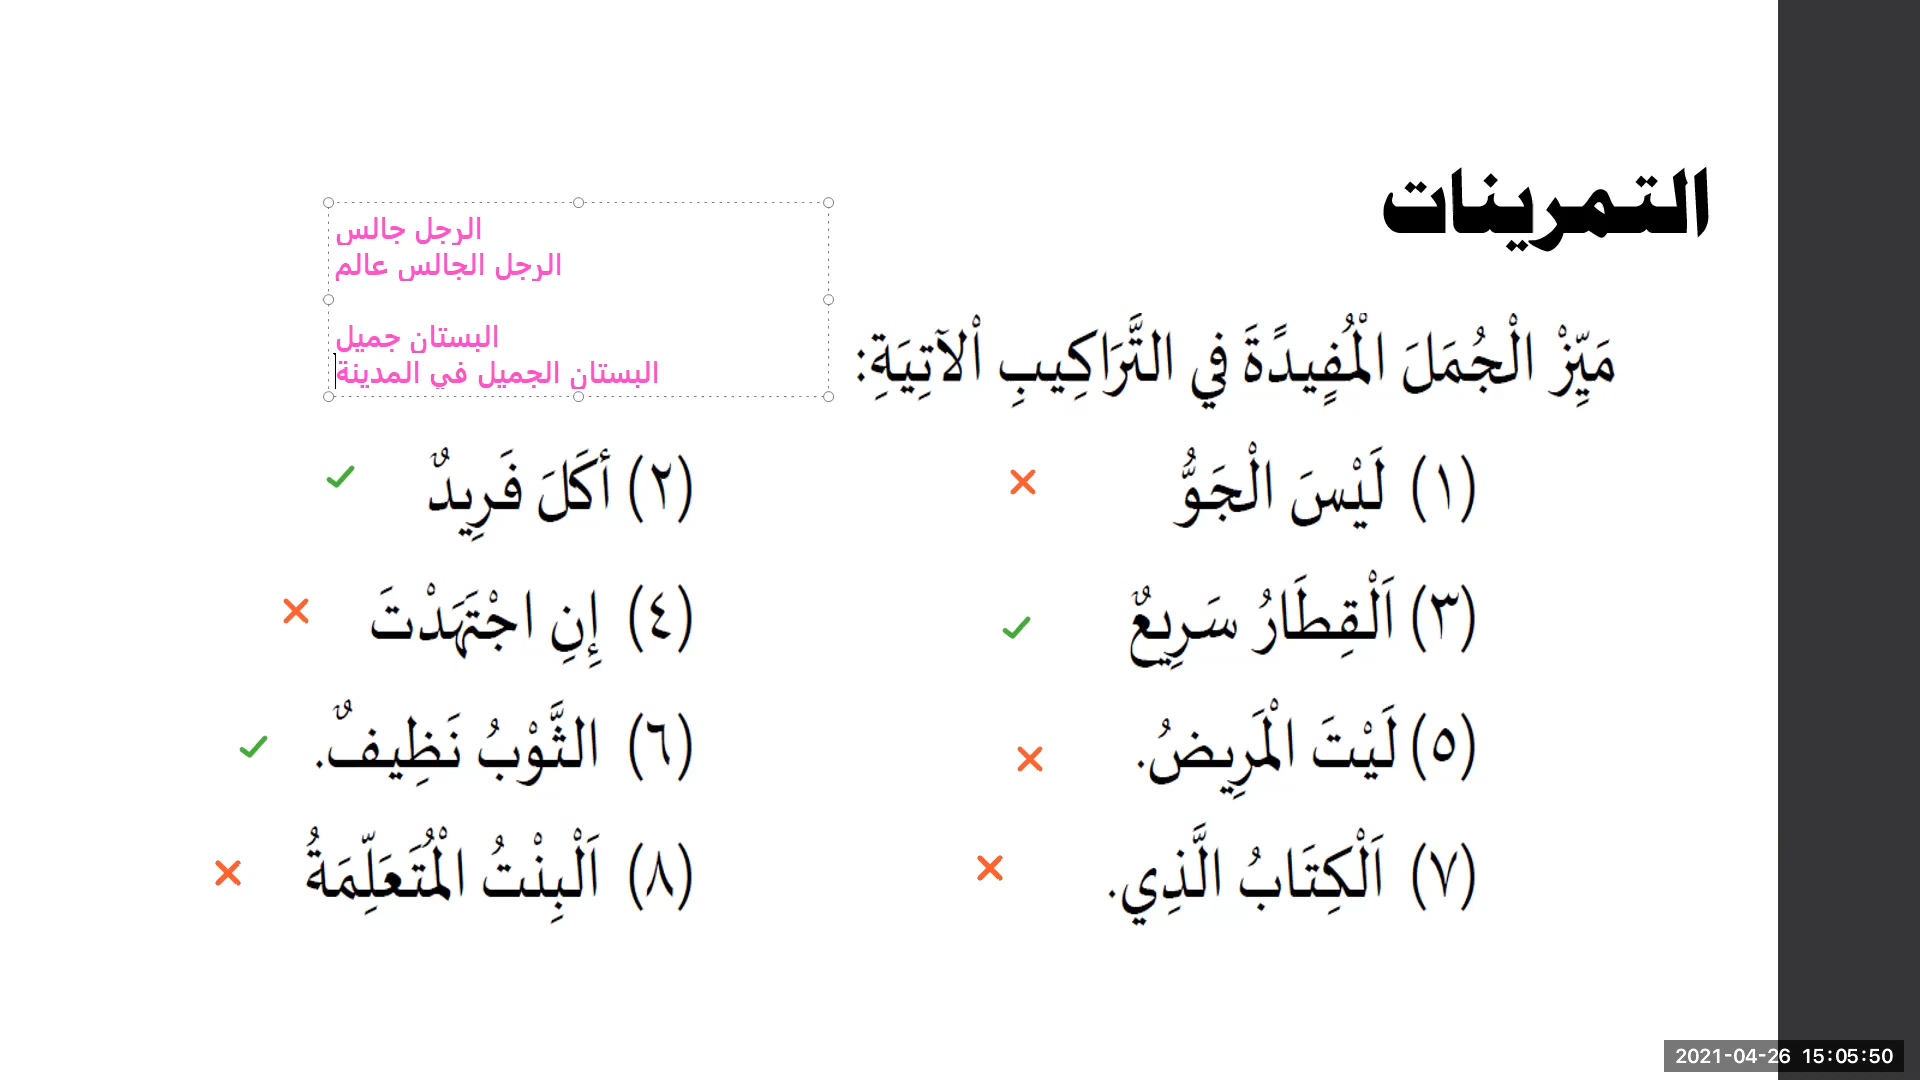 التمرينات
الرجل جالس
الرجل الجالس عالم
البستان جميل
البستان الجميل في المدينة
مَيِّزْ الْجُمَلَ الْمُفِيدًةَ فِي التَّرَاكِيبِ اْلآتِيَةِ:
(١) لَيْسَ الْجَوُّ
(٢) أكَلَ فَرِيدٌ
(٣) اَلْقِطَارُ سَرِيعٌ
(٤) إِنِ اجْتَهَدْتَ
(٥) لَيْتَ الْمَرِيضُ.
(٦) الثَّوْبُ نَظِيفٌ.
(٧) اَلْكِتَابُ الَّذِي.
(٨) اَلْبِنْتُ الْمُتَعَلِّمَةُ
2021-04-26 15:05:50